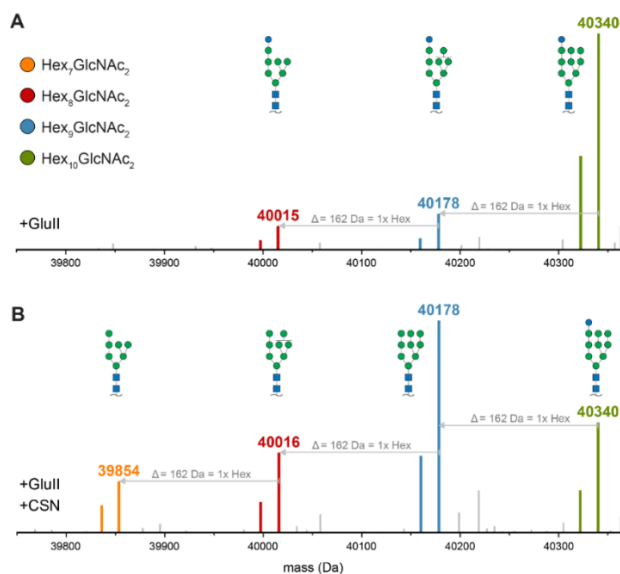 A
40340
Hex₇GlcNAc₂
Hex₈GlcNAc₂
Hex₉GlcNAc₂
Hex₁₀GlcNAc₂
40178
40015
Δ = 162 Da = 1x Hex
Δ = 162 Da = 1x Hex
+GluII
39800
39900
40000
40100
40200
40300
B
40178
40340
40016
39854
Δ = 162 Da = 1x Hex
Δ = 162 Da = 1x Hex
Δ = 162 Da = 1x Hex
+GluII
+CSN
39800
39900
40000
40100
40200
40300
mass (Da)